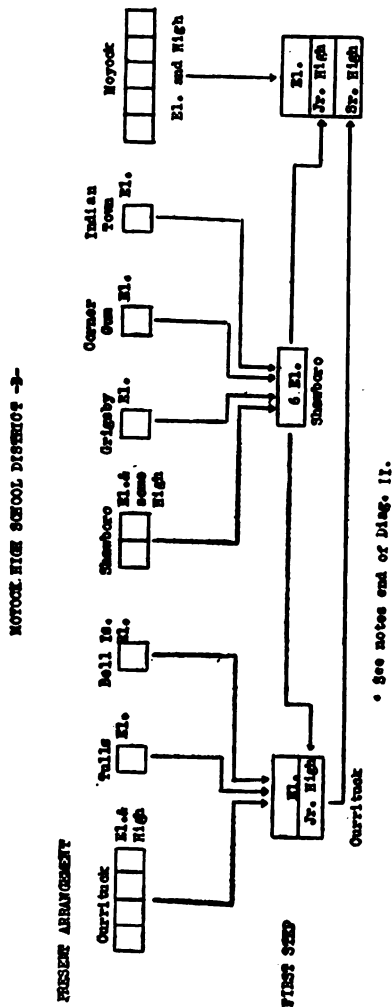 MOYOCK HIGH SCHOOL DISTRICT -B-
PRESENT ARRANGEMENT
Currituck
El.&
High
Tulls
El.
Bell Is.
El.
Shawboro
El.&
some
High
Grigsby
El.
Corner
Gum
El.
Indian
Town
El.
Moyock
El. and High
FIRST STEP
El.
Jr. High
Currituck
6 El.
Shawboro
El.
Jr. High
Sr. High
* See notes end of Diag. II.